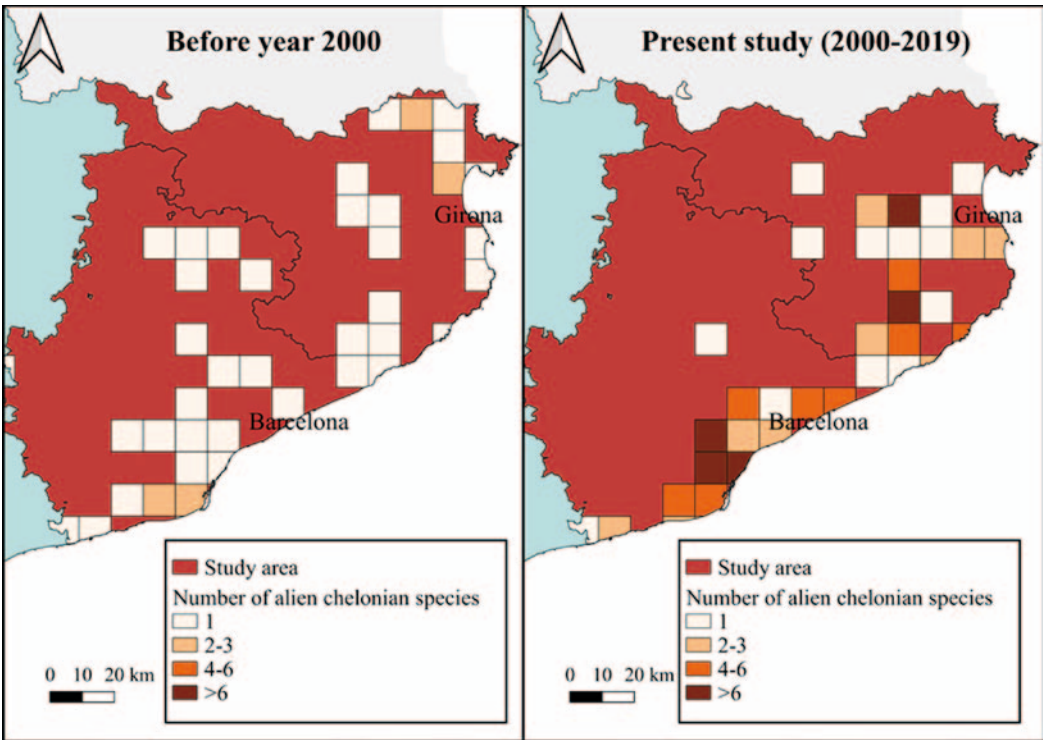 Before year 2000
Girona
Barcelona
Study area
Number of alien chelonian species
1
2-3
4-6
>6
0 10 20 km
Present study (2000-2019)
Girona
Barcelona
Study area
Number of alien chelonian species
1
2-3
4-6
>6
0 10 20 km